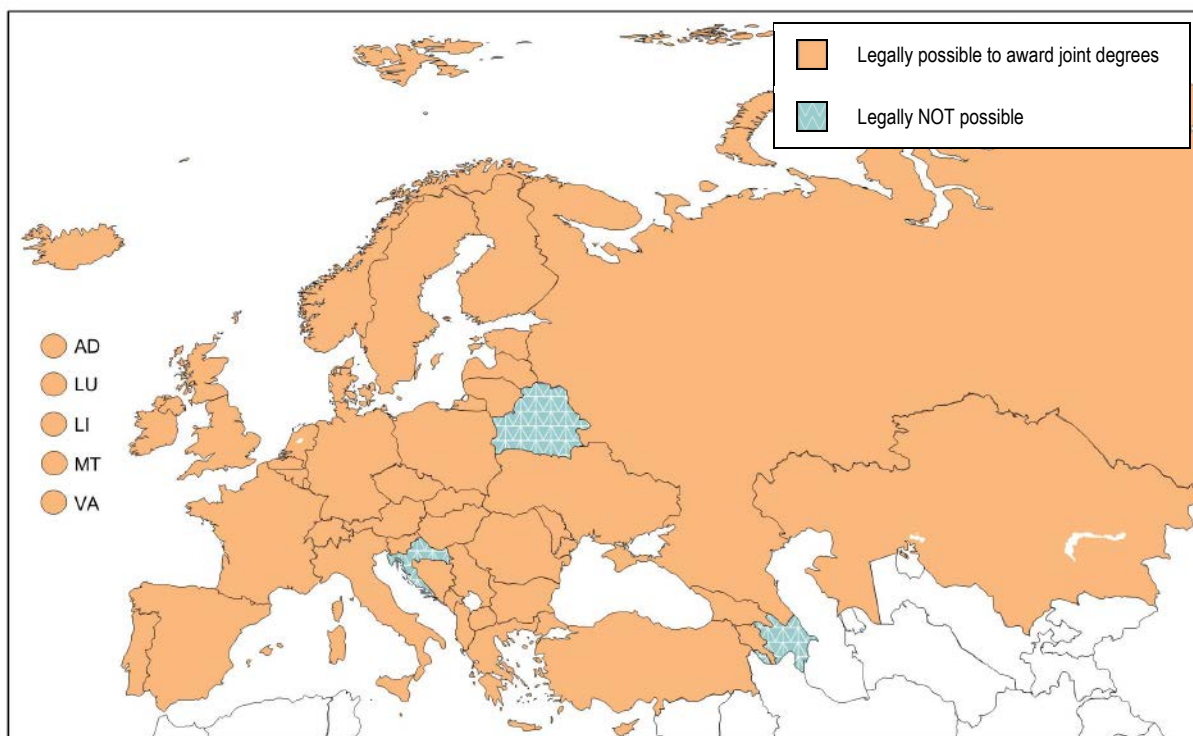 Legally possible to award joint degrees
Legally NOT possible
AD
LU
LI
MT
VA